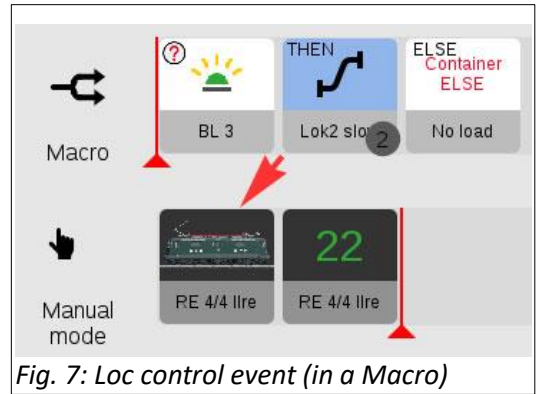 ?
THEN
ELSE
Container
ELSE
BL 3
Lok2 slo
2
No load
Macro
22
RE 4/4 IIre
RE 4/4 IIre
Manual
mode
Fig. 7: Loc control event (in a Macro)